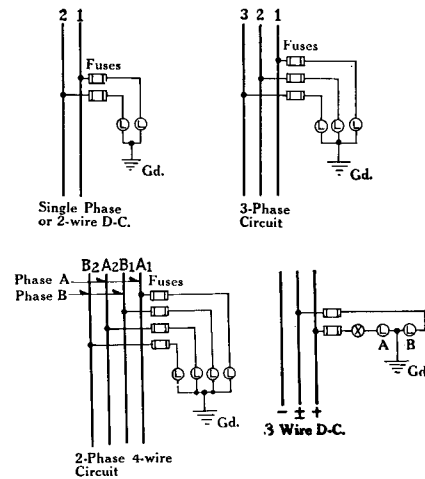 2 1
Fuses
L L
Gd.
Single Phase
or 2-wire D-C.
3 2 1
Fuses
L L L
Gd.
3-Phase
Circuit
B2 A2 B1 A1
Phase A
Phase B
Fuses
L L L L
Gd.
2-Phase 4-wire
Circuit
L L
A B
Gd
- ± +
3 Wire D-C.